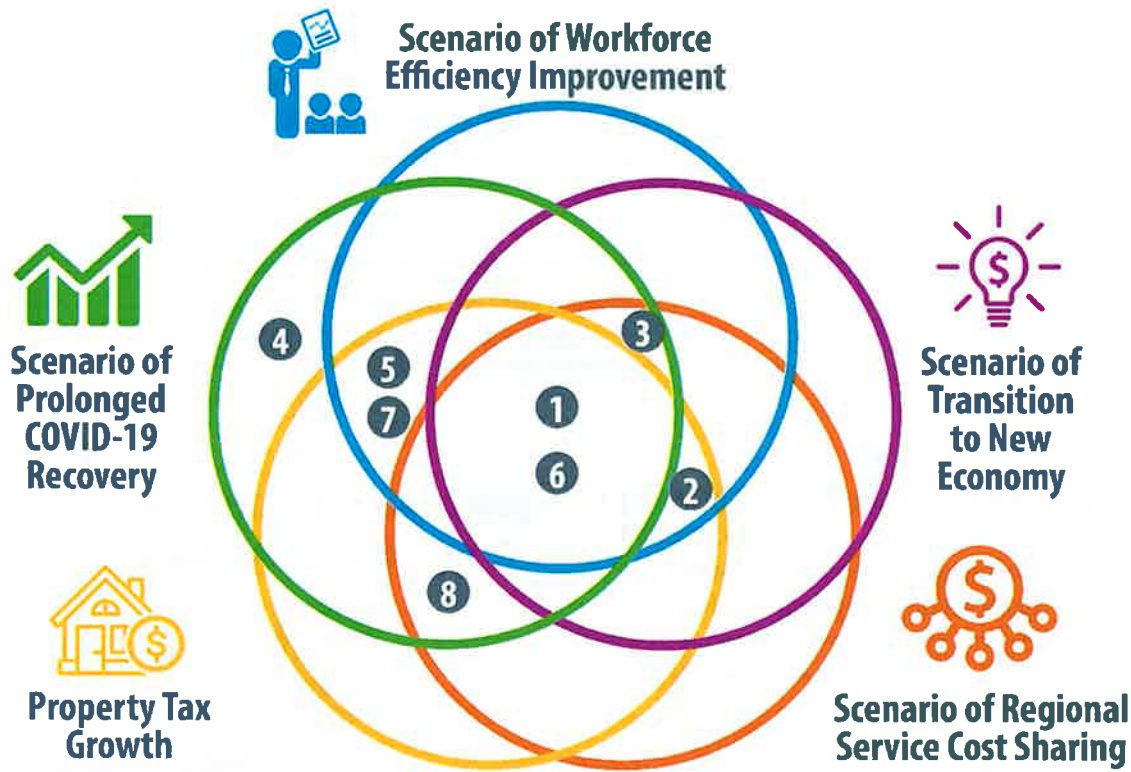 Scenario of Workforce
Efficiency Improvement
Scenario of
Prolonged
COVID-19
Recovery
$
Scenario of
Transition
to New
Economy
4
5
7
3
1
6
2
8
$
Property Tax
Growth
$
Scenario of Regional
Service Cost Sharing